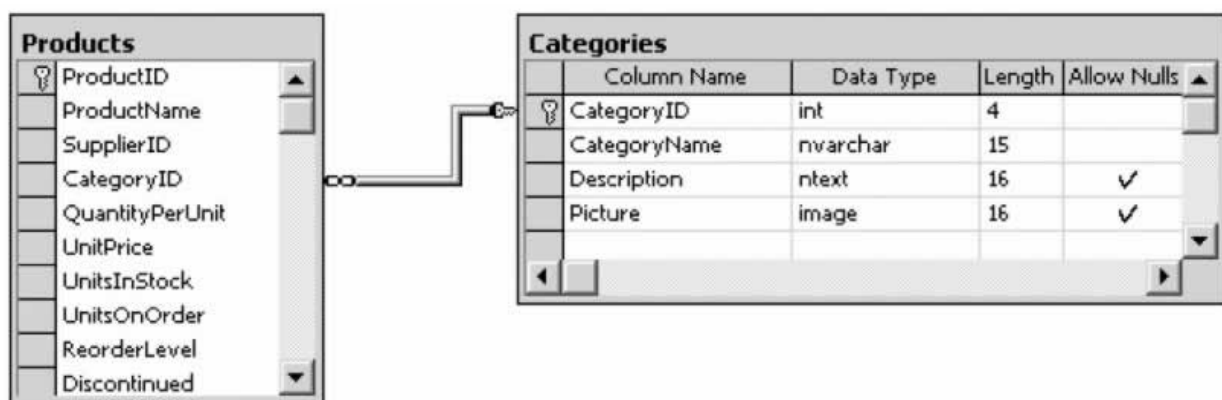 Products
ProductID
ProductName
SupplierID
CategoryID
QuantityPerUnit
UnitPrice
UnitsInStock
UnitsOnOrder
ReorderLevel
Discontinued
Categories
Column Name Data Type Length Allow Nulls
CategoryID int 4
CategoryName nvarchar 15
Description ntext 16 ✓
Picture image 16 ✓